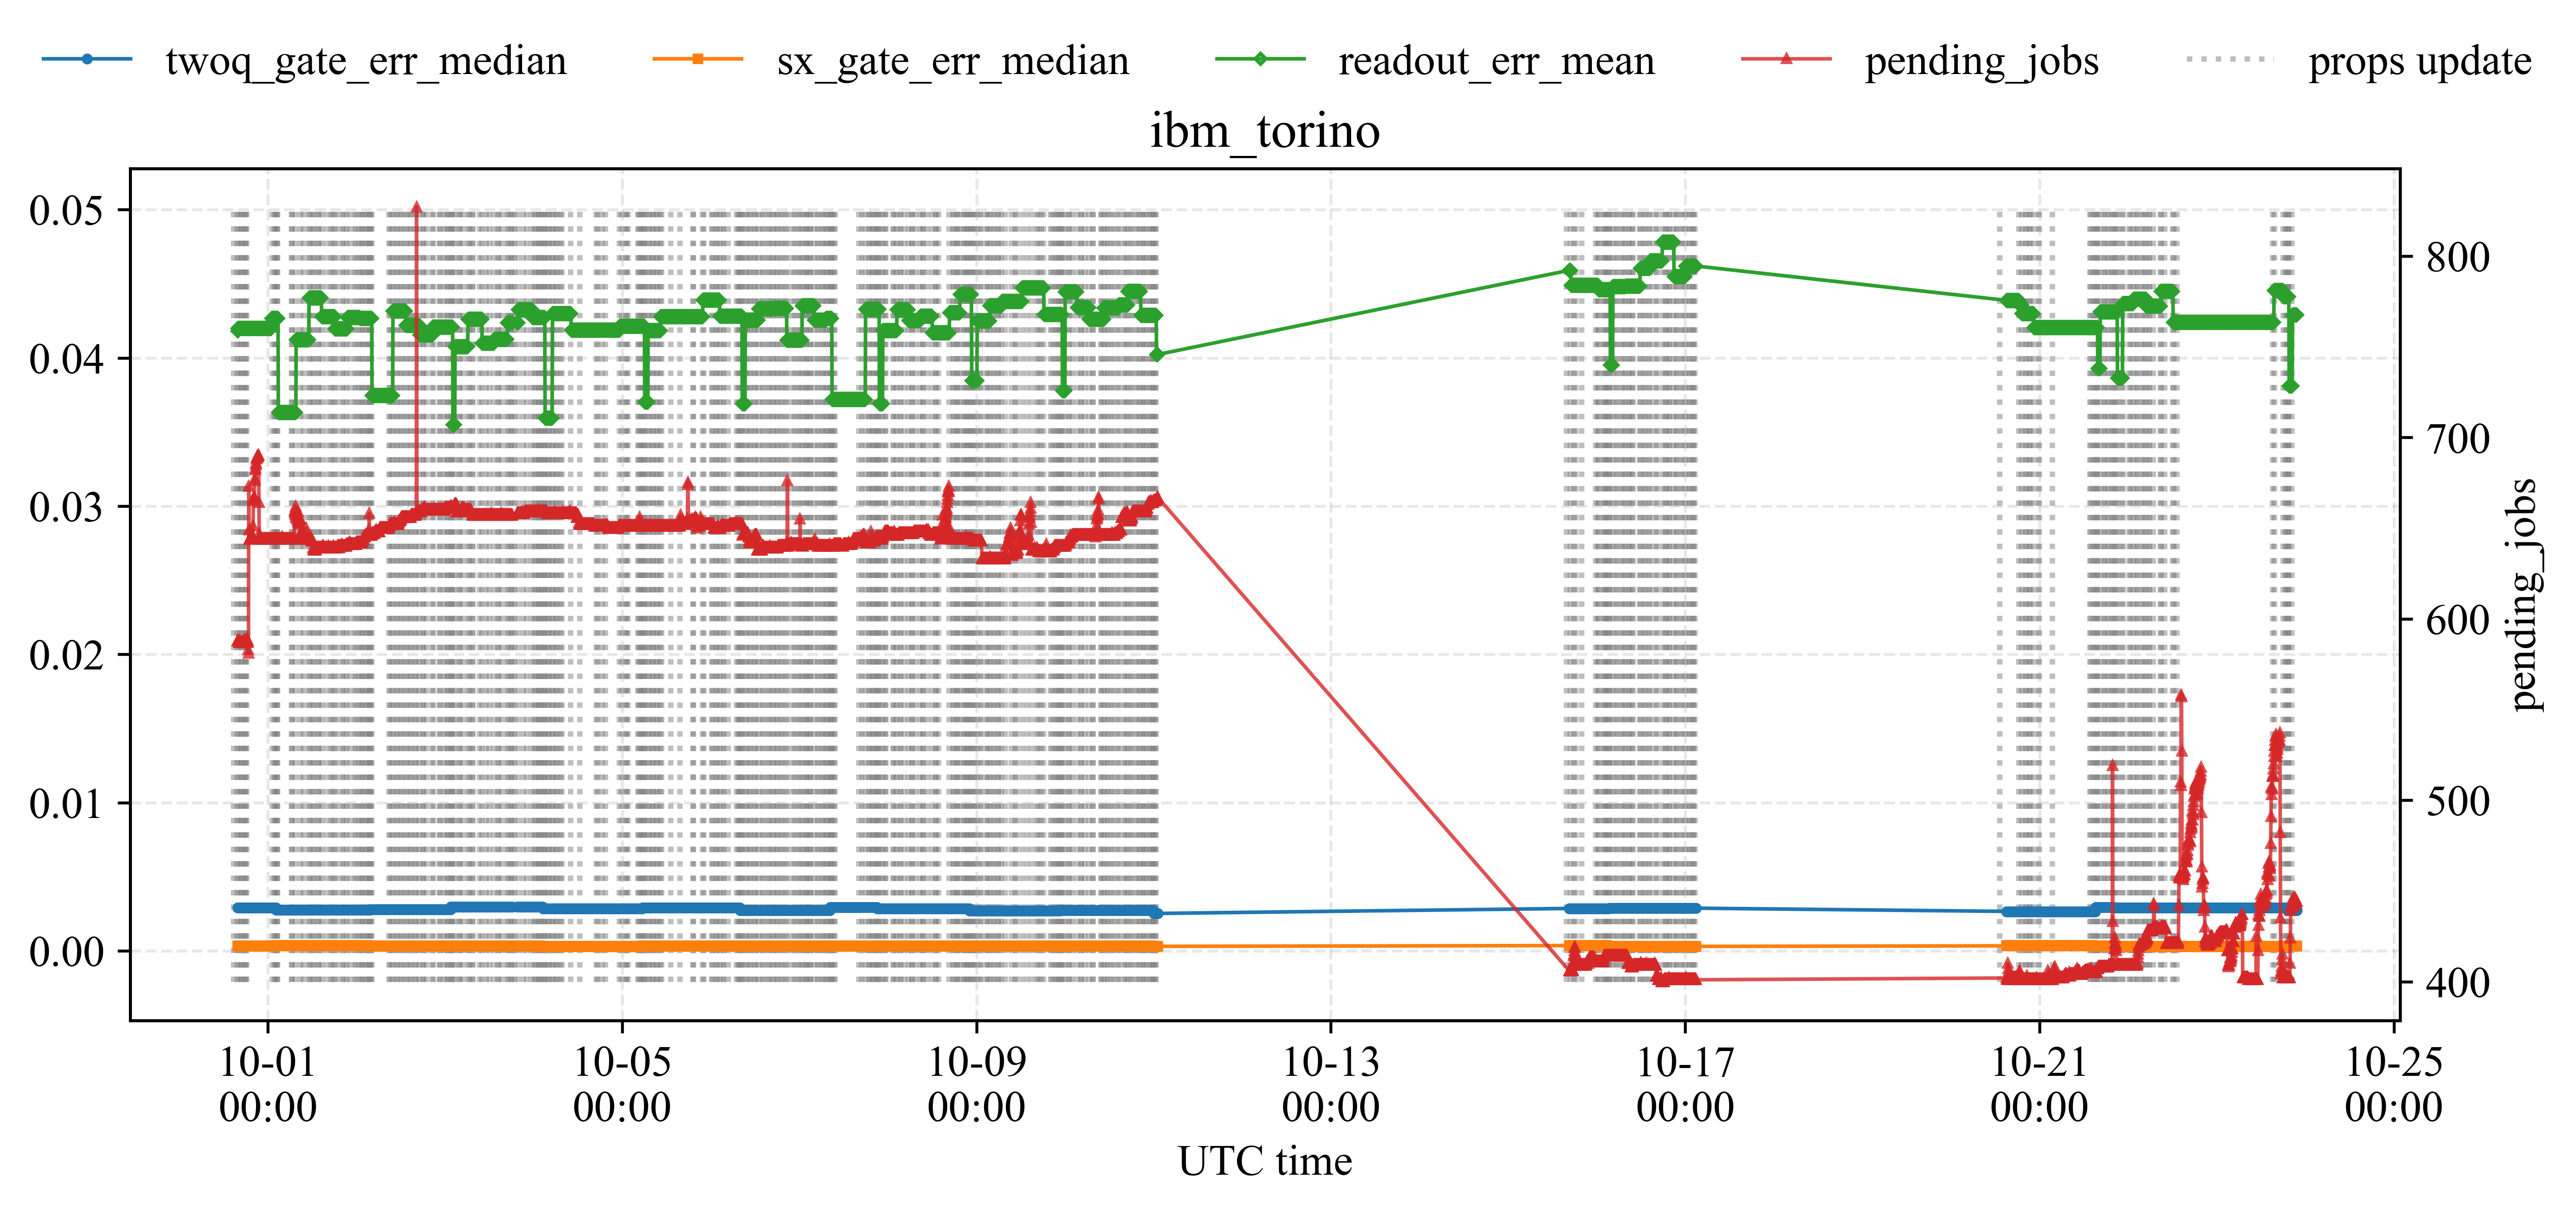 twoq_gate_err_median sx_gate_err_median readout_err_mean pending_jobs props update
ibm_torino
0.05
0.04
0.03
0.02
0.01
0.00
800
700
600
500
400
pending_jobs
10-01 10-05 10-09 10-13 10-17 10-21 10-25
00:00 00:00 00:00 00:00 00:00 00:00 00:00
UTC time